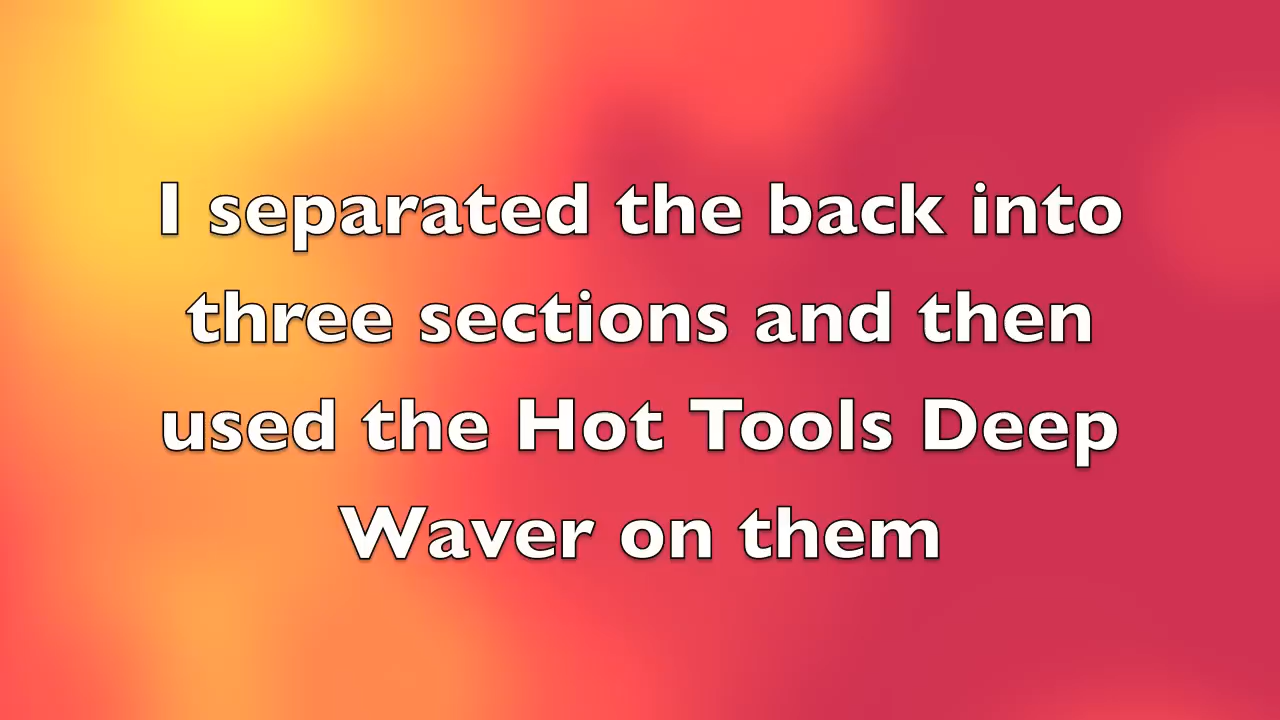 I separated the back into
three sections and then
used the Hot Tools Deep
Waver on them